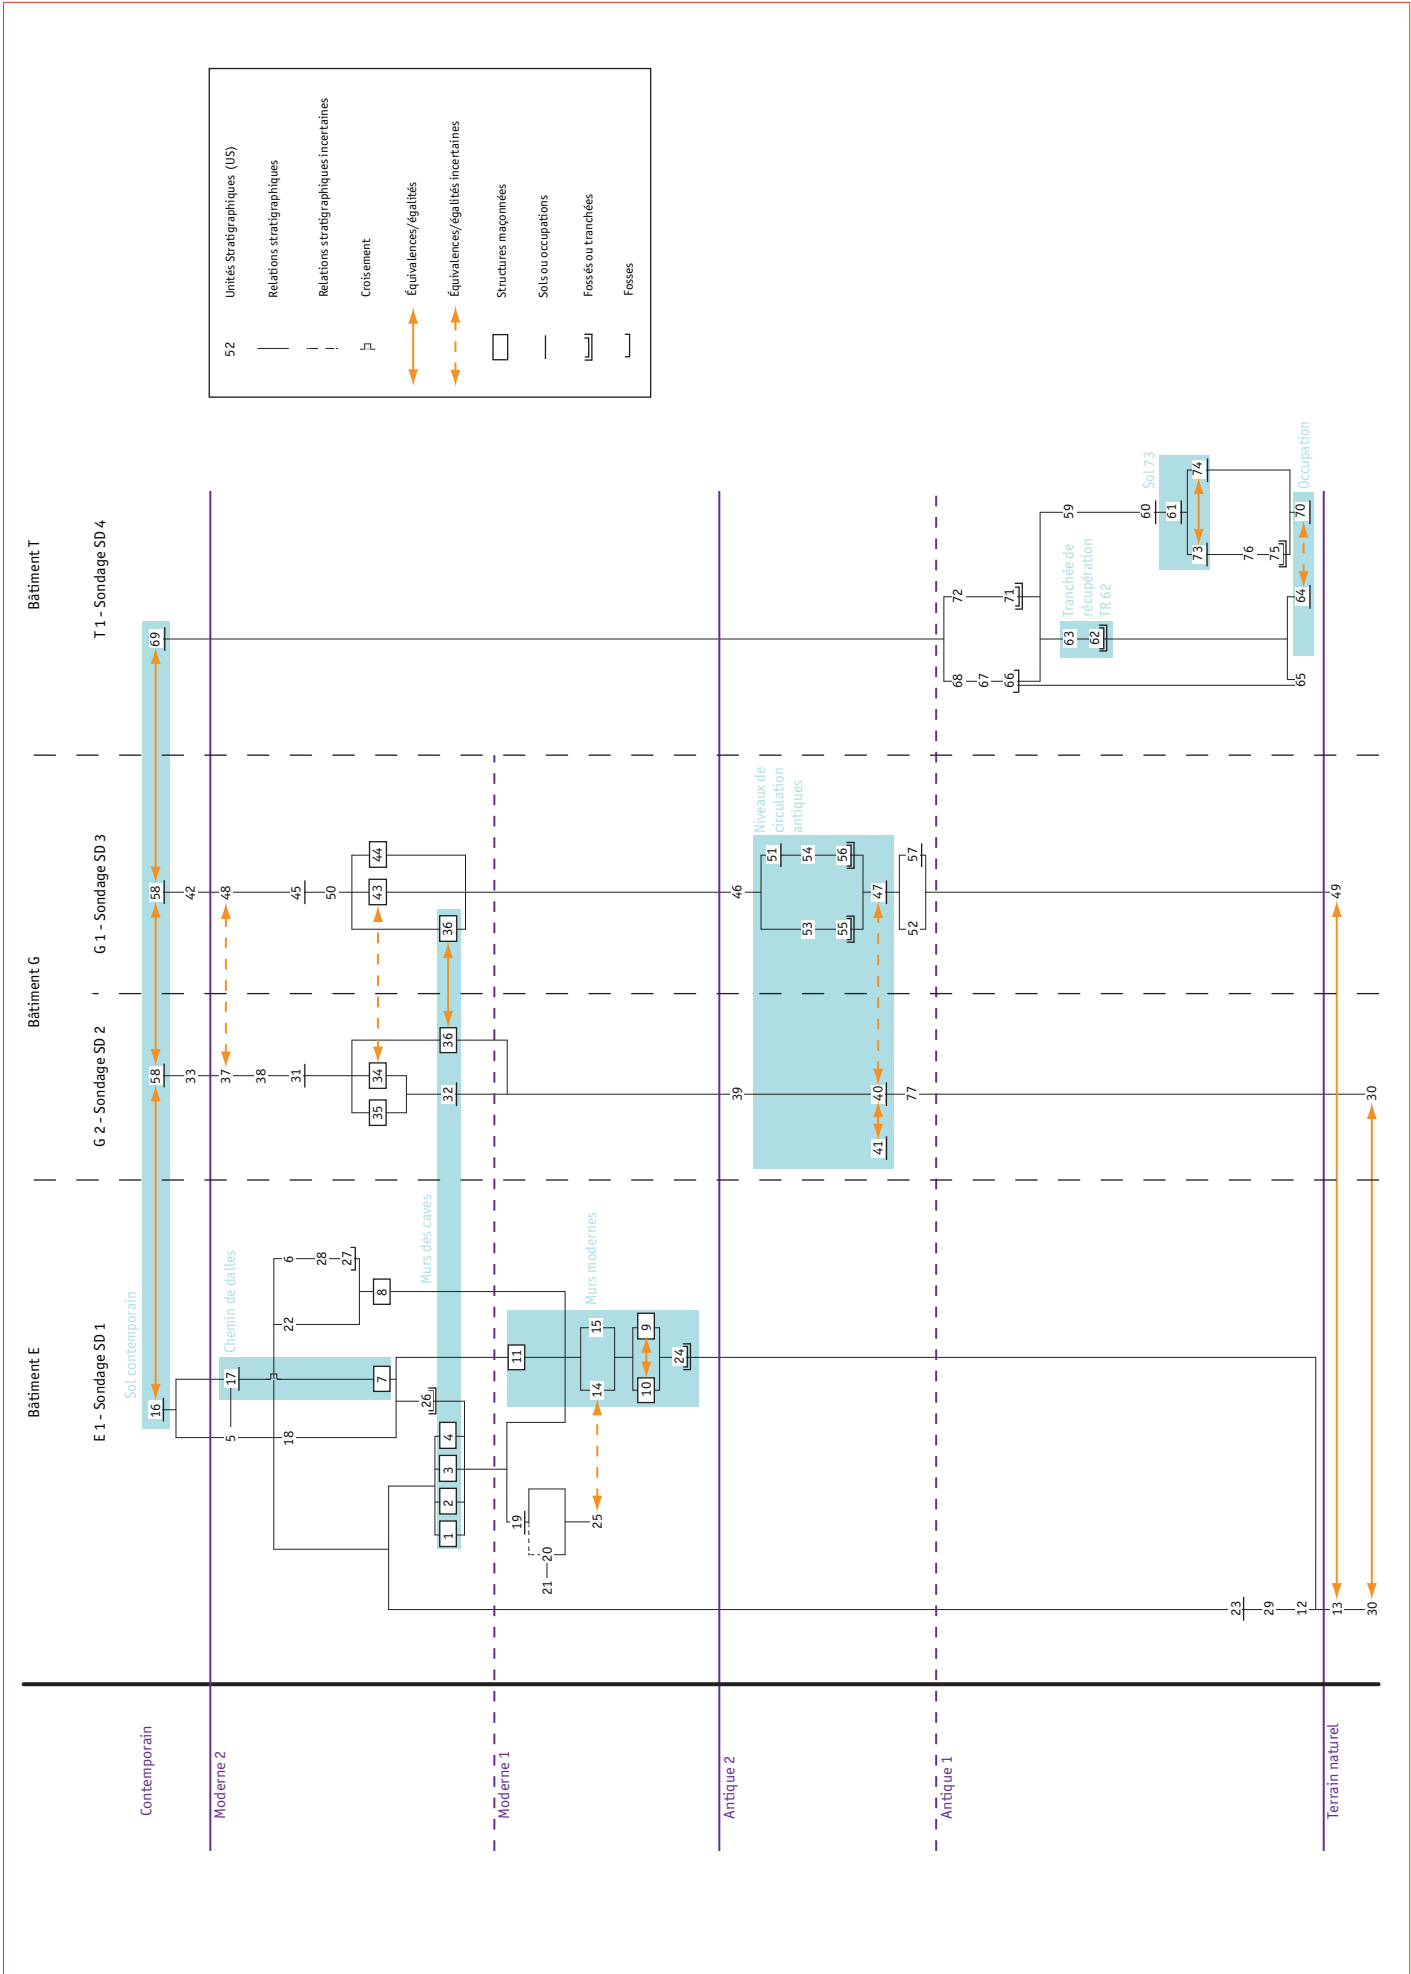 Bâtiment E
Bâtiment G
Bâtiment T
E 1 - Sondage SD 1
G 2 - Sondage SD 2
G 1 - Sondage SD 3
T 1 - Sondage SD 4
Contemporain
Sol contemporain
16
58
58
69
33
42
Moderne 2
5
17
Chemin de dalles
37
48
18
22
6
38
28
31
45
27
50
7
8
35
34
43
44
26
Murs des caves
1
2
3
4
32
36
36
Moderne 1
19
11
21
20
25
14
15
Murs modernes
10
9
24
Antique 2
39
46
Niveaux de
circulation
antiques
51
53
54
55
56
41
40
47
77
52
57
Antique 1
68
72
67
66
71
Tranchée de
récupération
TR 62
63
62
59
60
Sol 73
61
73
74
76
75
23
29
12
65
64
70
Occupation
Terrain naturel
13
49
30
30
52
Unités Stratigraphiques (US)
Relations stratigraphiques
Relations stratigraphiques incertaines
Croisement
Équivalences/égalités
Équivalences/égalités incertaines
Structures maçonnées
Sols ou occupations
Fossés ou tranchées
Fosses